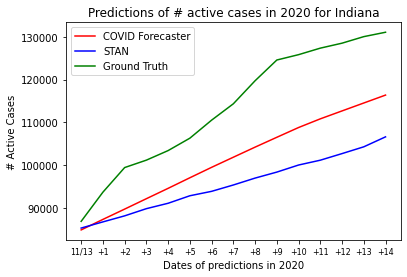 Predictions of # active cases in 2020 for Indiana
COVID Forecaster
STAN
Ground Truth
# Active Cases
130000
120000
110000
100000
90000
11/13 +1 +2 +3 +4 +5 +6 +7 +8 +9 +10 +11 +12 +13 +14
Dates of predictions in 2020